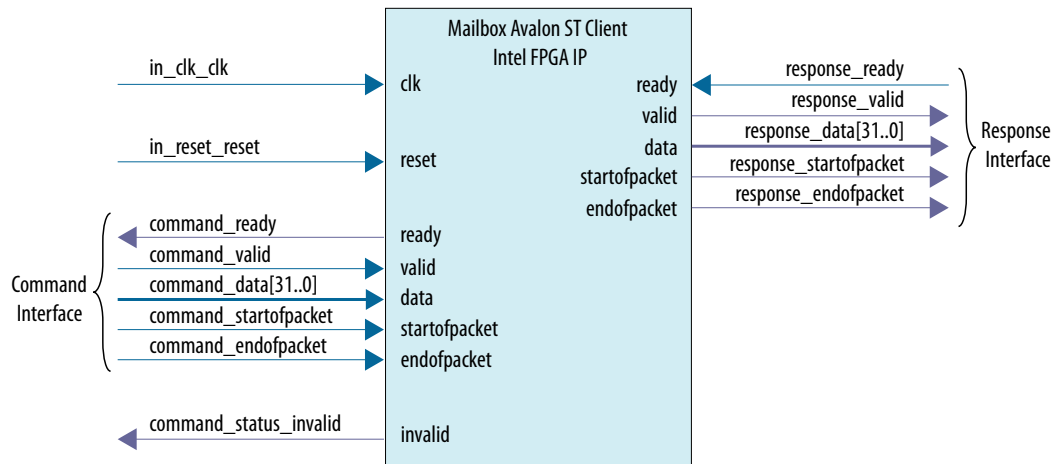 Mailbox Avalon ST Client
Intel FPGA IP
in_clk_clk
clk
in_reset_reset
reset
command_ready
ready
command_valid
valid
command_data[31..0]
data
command_startofpacket
startofpacket
command_endofpacket
endofpacket
Command
Interface
command_status_invalid
invalid
ready
response_ready
valid
response_valid
data
response_data[31..0]
startofpacket
response_startofpacket
endofpacket
response_endofpacket
Response
Interface